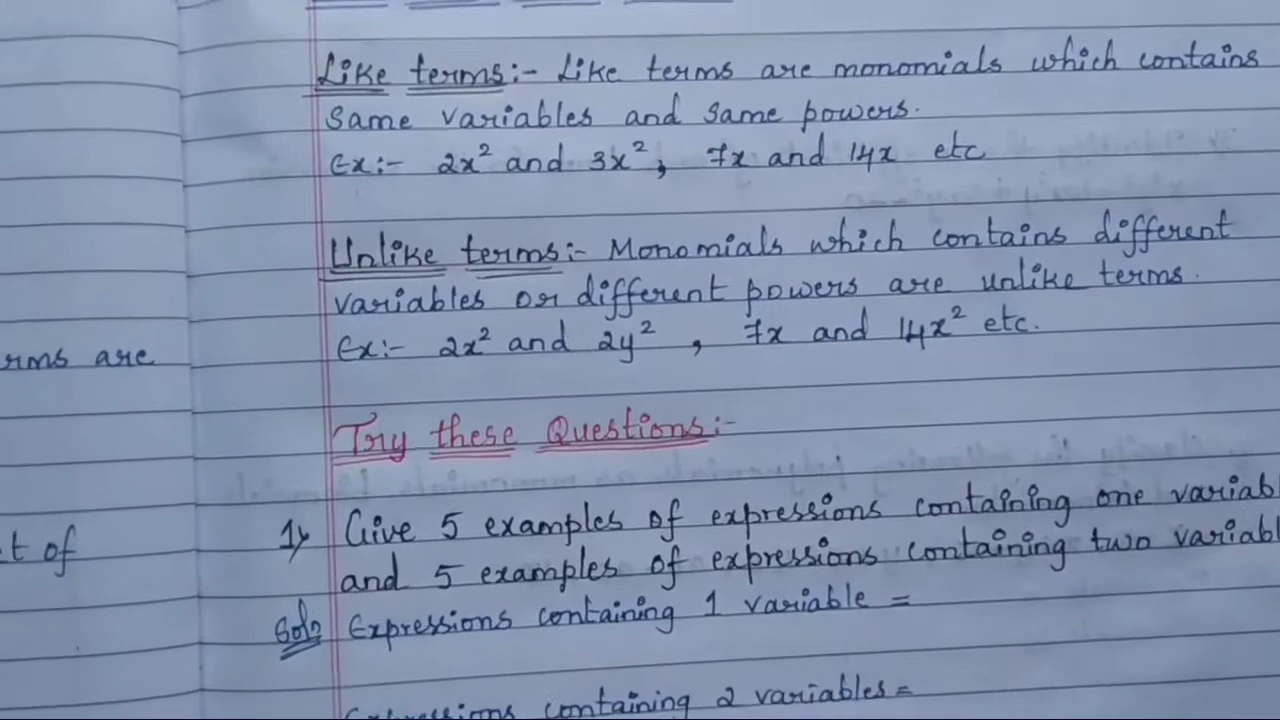 Like terms:- Like terms are monomials which contains
same variables and same powers.
Ex:- 2x² and 3x², 7x and 14x etc
Unlike terms:- Monomials which contains different
variables or different powers are unlike terms.
Ex:- 2x² and 2y² , 7x and 14x² etc.
rms are
Try these Questions:-
1) Give 5 examples of expressions containing one variabl
t of
and 5 examples of expressions containing two variabl
Sol: Expressions containing 1 variable =
Expressions containing 2 variables =